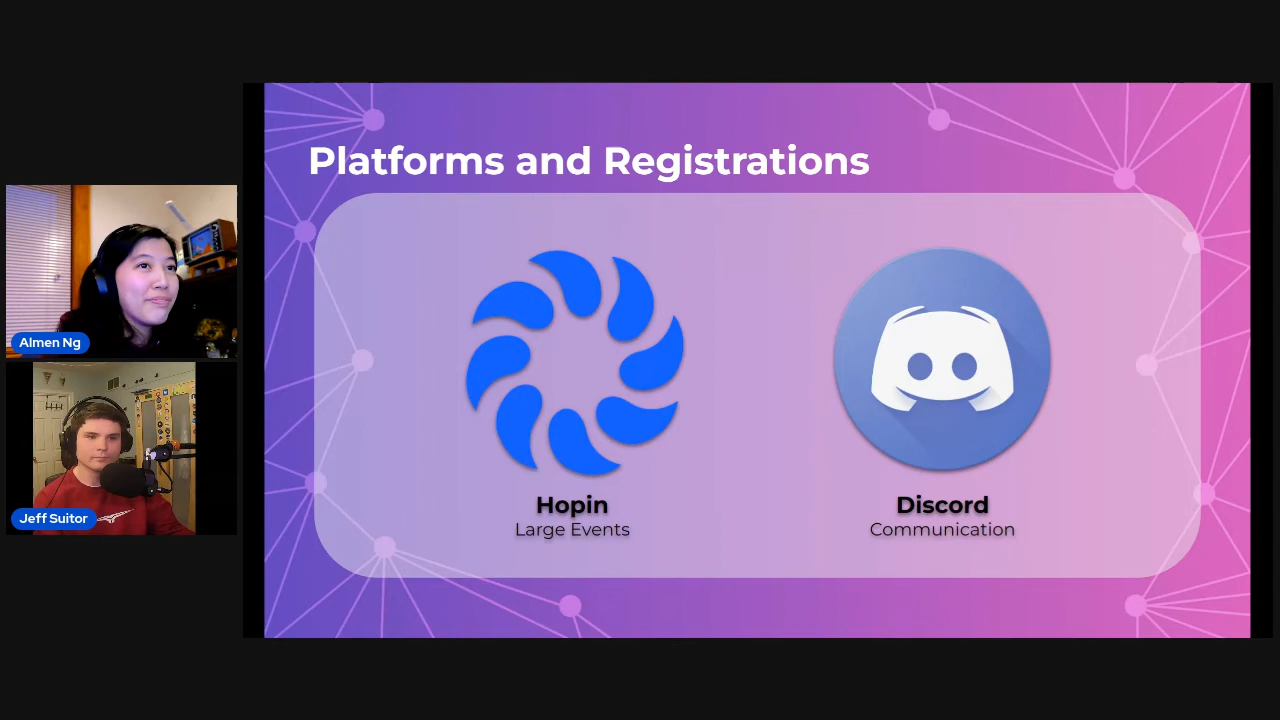 Platforms and Registrations
Almen Ng
Jeff Suitor
Hopin
Large Events
Discord
Communication